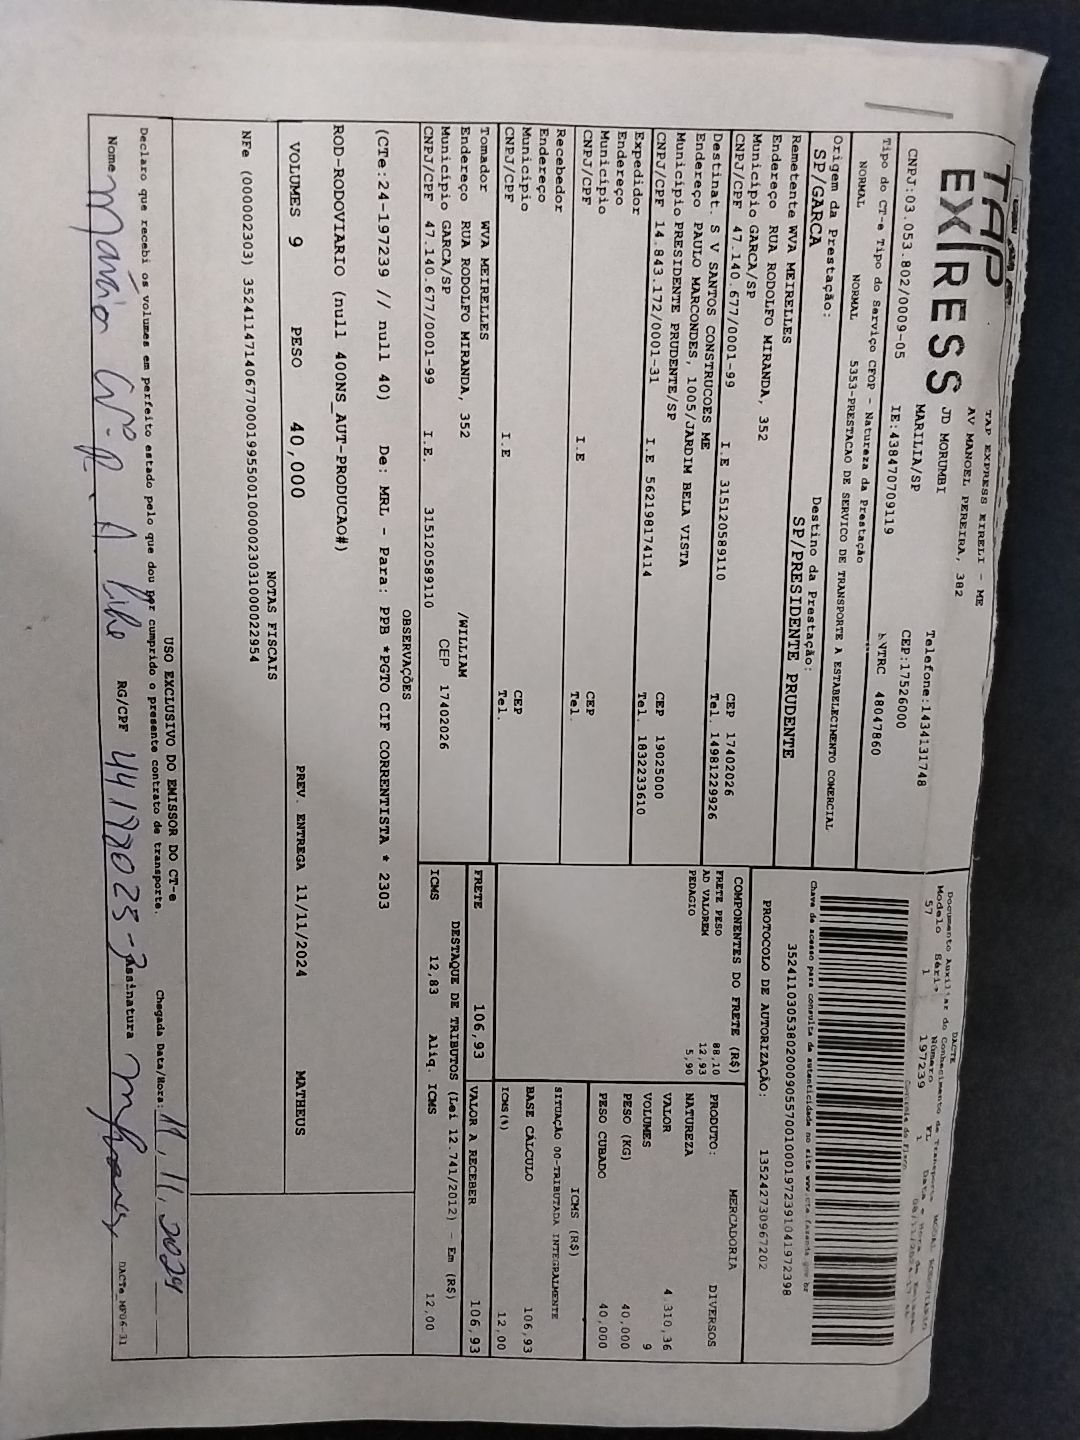 TAP
EXPRESS
TAP EXPRESS EIRELI - ME
AV MANOEL PEREIRA, 382
JD MORUMBI Telefone:1434131748
MARILIA/SP CEP:17526000
CNPJ:03.053.802/0009-05 IE:438470709119 RNTRC 48047860
DACTE MODAL RODOVIARIO
Documento Auxiliar do Conhecimento de Transporte
Modelo Série Número FL Data e Hora de Emissão
57 1 197239 1
Controle do Fisco
Tipo do CT-e Tipo do Serviço CFOP - Natureza da Prestação
NORMAL NORMAL 5353-PRESTACAO DE SERVICO DE TRANSPORTE A ESTABELECIMENTO COMERCIAL
Chave de acesso para consulta de autenticidade no site www.cte.fazenda.gov.br
35241103053802000905570010001972391041972398
PROTOCOLO DE AUTORIZAÇÃO: 135242730967202
Origem da Prestação: Destino da Prestação:
SP/GARCA SP/PRESIDENTE PRUDENTE
Remetente WVA MEIRELLES
Endereço RUA RODOLFO MIRANDA, 352
Município GARCA/SP CEP 17402026
CNPJ/CPF 47.140.677/0001-99 I.E 315120589110 Tel. 14981229926
Destinat. S V SANTOS CONSTRUCOES ME
Endereço PAULO MARCONDES, 1005/JARDIM BELA VISTA
Município PRESIDENTE PRUDENTE/SP CEP 19025000
CNPJ/CPF 14.843.172/0001-31 I.E 562198174114 Tel. 1832233610
Expedidor
Endereço
Município CEP
CNPJ/CPF I.E Tel.
Recebedor
Endereço
Município CEP
CNPJ/CPF I.E Tel.
Tomador WVA MEIRELLES
Endereço RUA RODOLFO MIRANDA, 352 /WILLIAM
Município GARCA/SP CEP 17402026
CNPJ/CPF 47.140.677/0001-99 I.E. 315120589110
COMPONENTES DO FRETE (R$)
FRETE PESO 88,10
AD VALOREM 12,93
PEDAGIO 5,90
MERCADORIA
PRODUTO: DIVERSOS
NATUREZA
VALOR 4.310,36
VOLUMES 9
PESO (KG) 40,000
PESO CUBADO 40,000
ICMS (R$)
SITUAÇÃO 00-TRIBUTADA INTEGRALMENTE
BASE CÁLCULO 106,93
ICMS(%) 12,00
FRETE 106,93 VALOR A RECEBER 106,93
DESTAQUE DE TRIBUTOS (Lei 12.741/2012) - Em (R$)
ICMS 12,83 Aliq. ICMS 12,00
OBSERVAÇÕES
(CTe:24-197239 // null 40) De: MRL - Para: PPB *PGTO CIF CORRENTISTA * 2303
ROD-RODOVIARIO (null 400NS_AUT-PRODUCAO#)
VOLUMES 9 PESO 40,000 PREV. ENTREGA 11/11/2024 MATHEUS
NOTAS FISCAIS
NFe (000002303) 35241147140677000199550010000023031000022954
USO EXCLUSIVO DO EMISSOR DO CT-e
Declaro que recebi os volumes em perfeito estado pelo que dou por cumprido o presente contrato de transporte. Chegada Data/Hora: 11.11.2024
Nome RG/CPF Assinatura DACTe_MF06-31